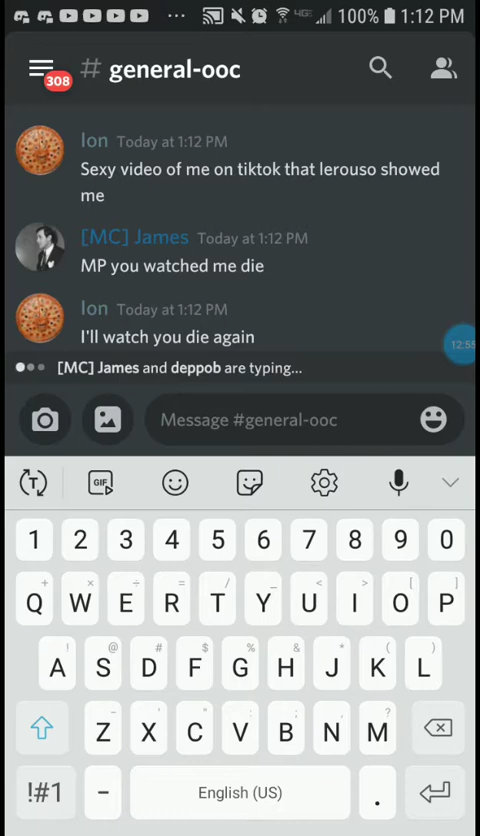 4G 100% 1:12 PM
308 # general-ooc
Ion Today at 1:12 PM
Sexy video of me on tiktok that lerouso showed
me
[MC] James Today at 1:12 PM
MP you watched me die
Ion Today at 1:12 PM
I'll watch you die again
12:55
[MC] James and deppob are typing...
Message #general-ooc
T GIF
1 2 3 4 5 6 7 8 9 0
+ × ÷ = / _ < > [ ]
Q W E R T Y U I O P
! @ # $ % ^ & * ( )
A S D F G H J K L
- ' " : ; , ?
Z X C V B N M
!#1 - English (US) .